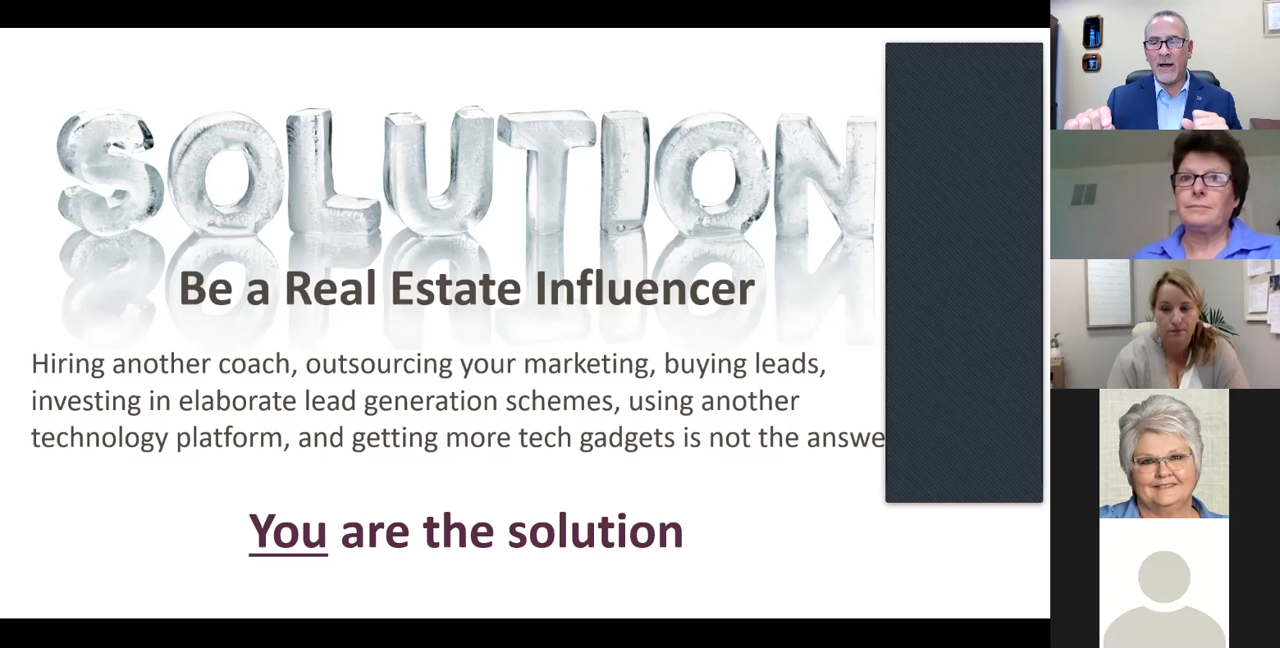 SOLUTION
Be a Real Estate Influencer
Hiring another coach, outsourcing your marketing, buying leads,
investing in elaborate lead generation schemes, using another
technology platform, and getting more tech gadgets is not the answe
You are the solution